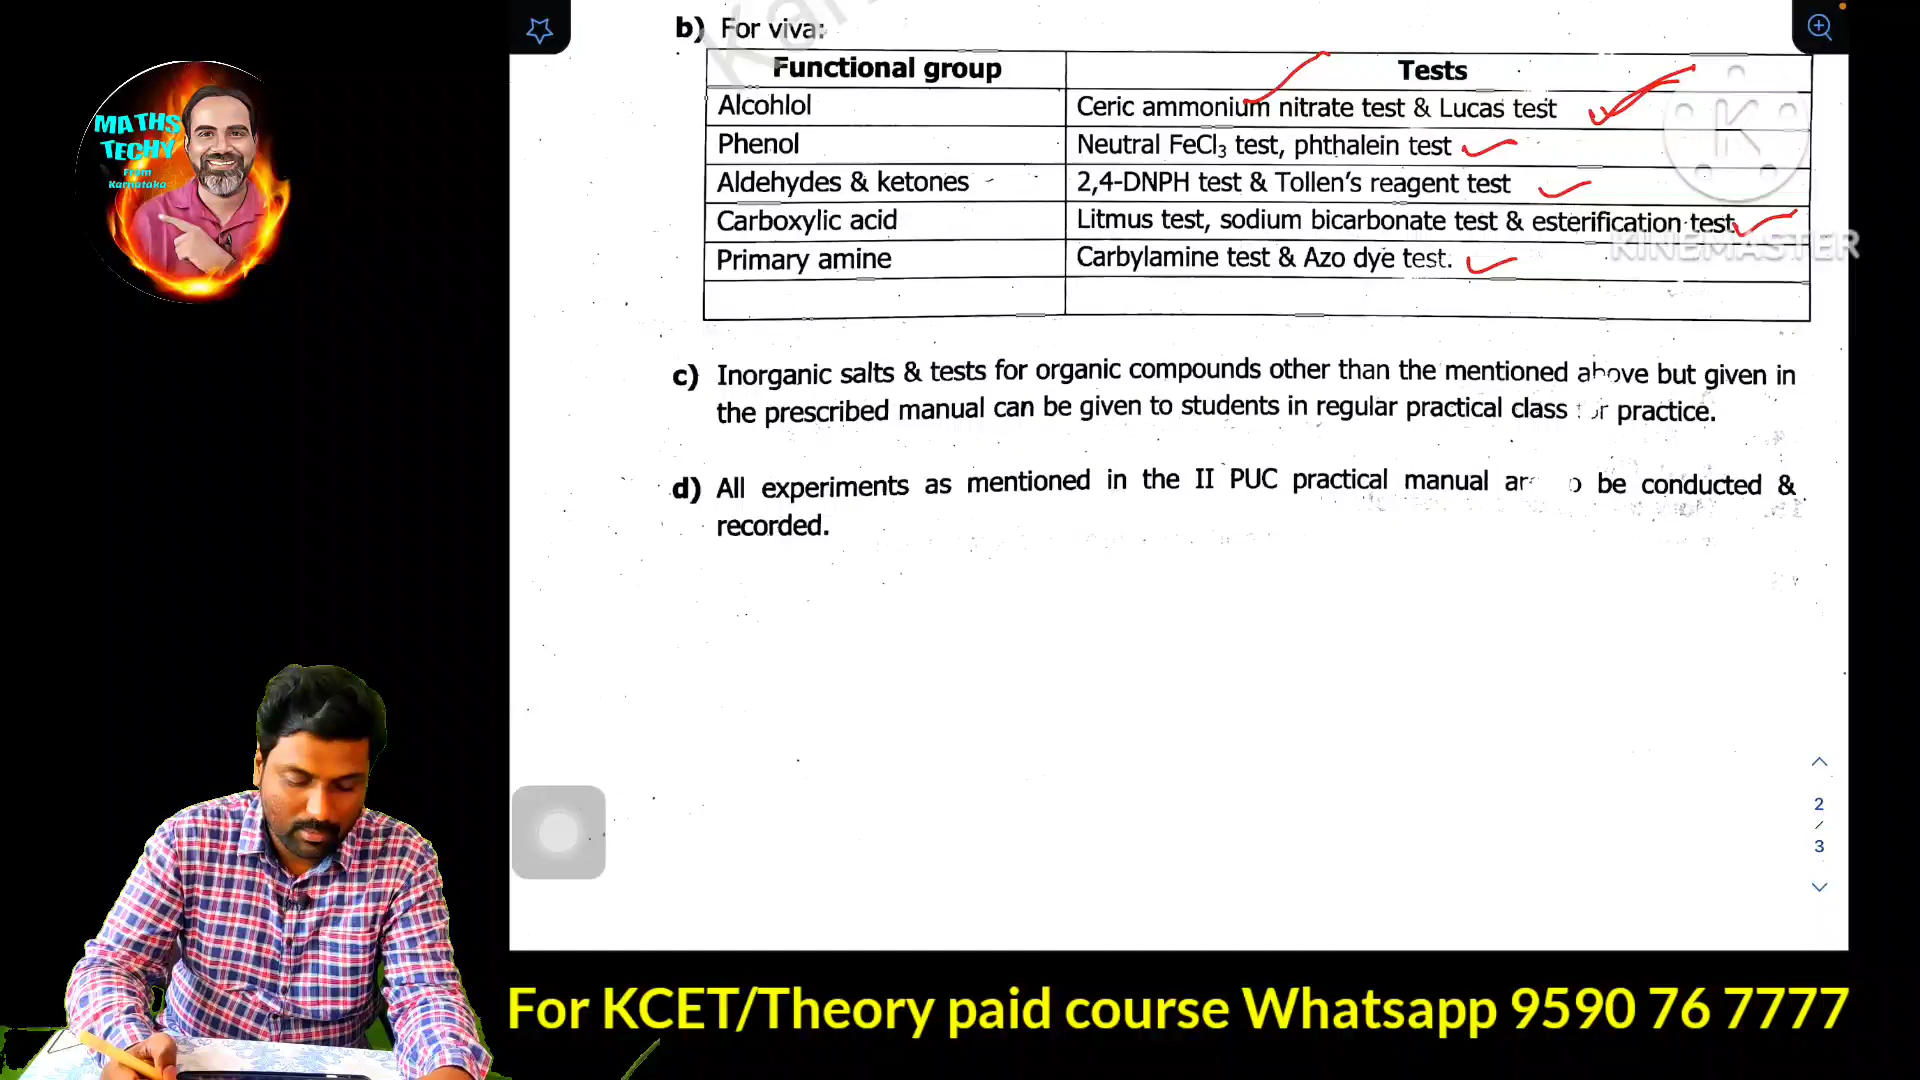 MATHS
TECHY
From
Karnataka
b) For viva:
Functional group Tests
Alcohlol Ceric ammonium nitrate test & Lucas test
Phenol Neutral FeCl₃ test, phthalein test
Aldehydes & ketones 2,4-DNPH test & Tollen's reagent test
Carboxylic acid Litmus test, sodium bicarbonate test & esterification test
Primary amine Carbylamine test & Azo dye test.
K
KINEMASTER
c) Inorganic salts & tests for organic compounds other than the mentioned above but given in
the prescribed manual can be given to students in regular practical class practice.
d) All experiments as mentioned in the II PUC practical manual be conducted &
recorded.
2
/
3
For KCET/Theory paid course Whatsapp 9590 76 7777